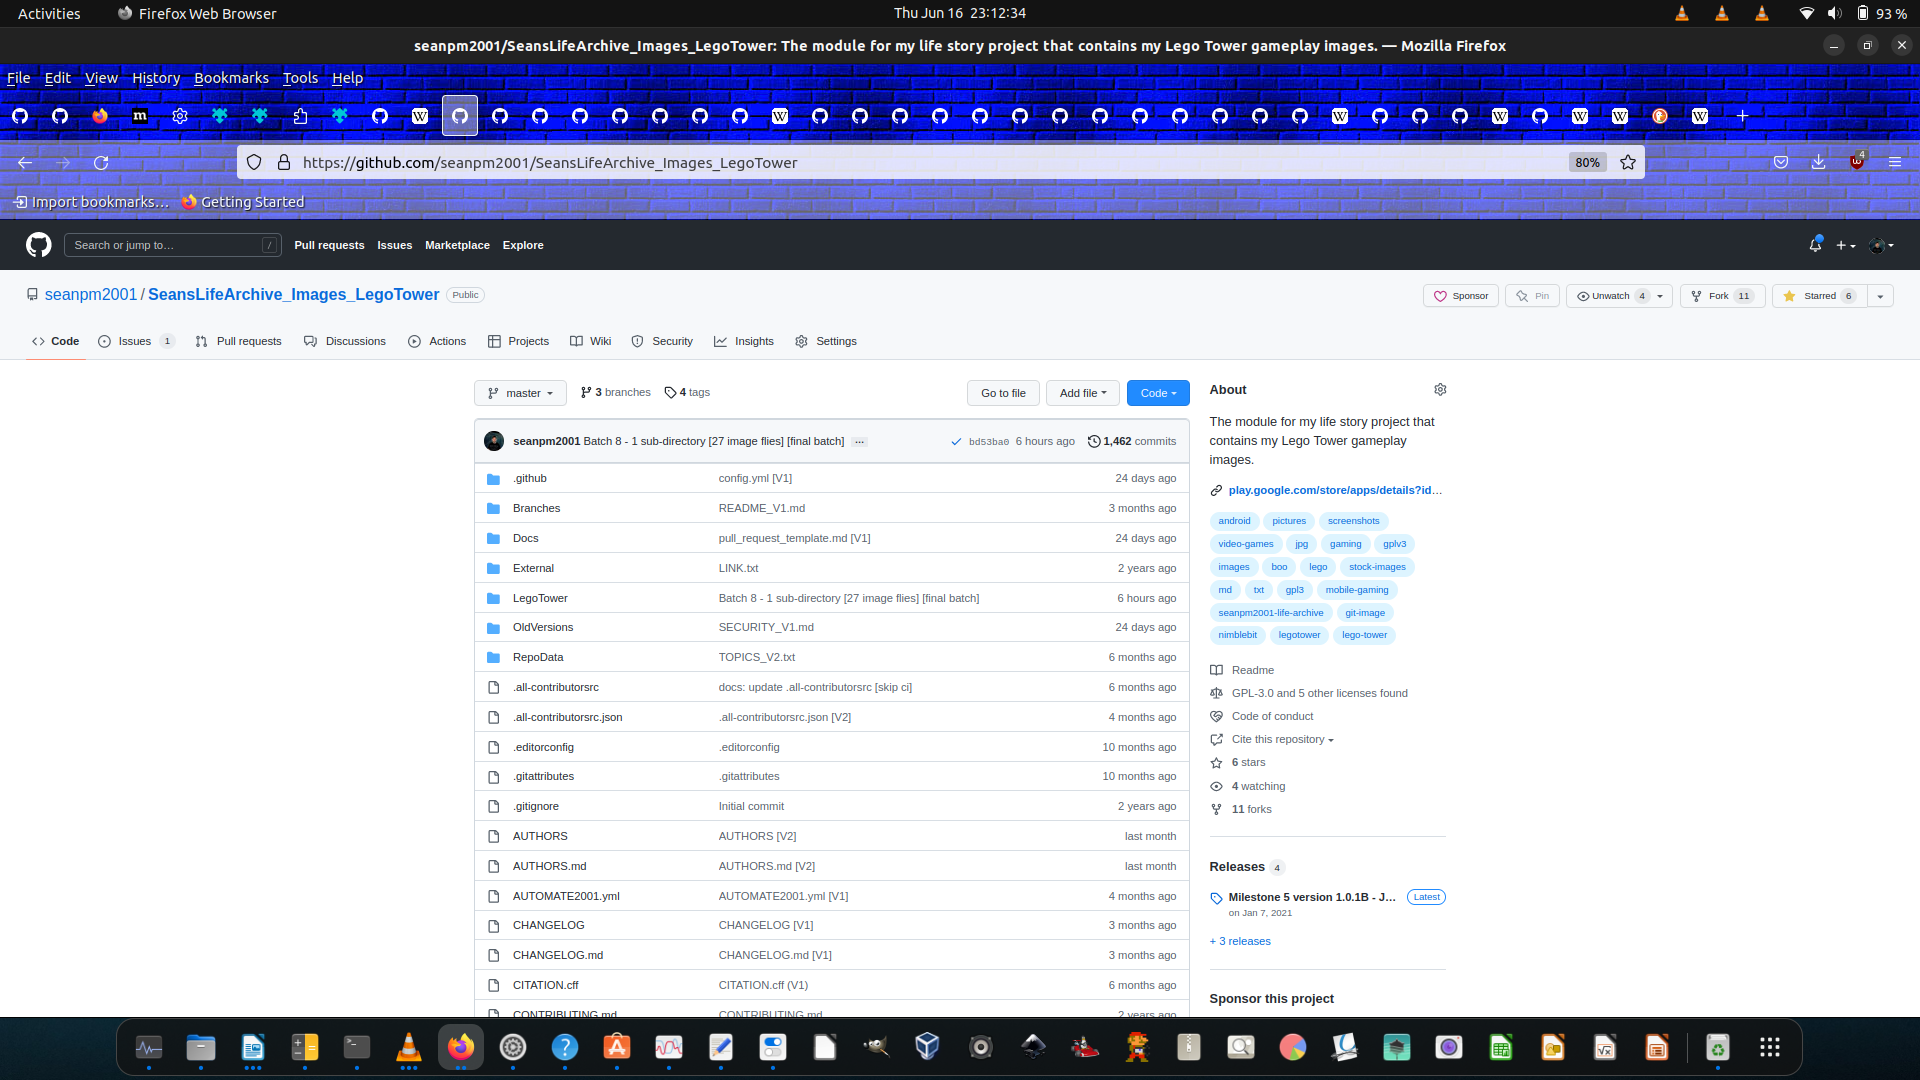 Activities Firefox Web Browser Thu Jun 16 23:12:34 93 %
seanpm2001/SeansLifeArchive_Images_LegoTower: The module for my life story project that contains my Lego Tower gameplay images. — Mozilla Firefox
File Edit View History Bookmarks Tools Help
https://github.com/seanpm2001/SeansLifeArchive_Images_LegoTower 80% 4
Import bookmarks… Getting Started
Search or jump to… / Pull requests Issues Marketplace Explore
seanpm2001 / SeansLifeArchive_Images_LegoTower Public Sponsor Pin Unwatch 4 Fork 11 Starred 6
Code Issues 1 Pull requests Discussions Actions Projects Wiki Security Insights Settings
master 3 branches 4 tags Go to file Add file Code
seanpm2001 Batch 8 - 1 sub-directory [27 image flies] [final batch] ... bd53ba0 6 hours ago 1,462 commits
.github config.yml [V1] 24 days ago
Branches README_V1.md 3 months ago
Docs pull_request_template.md [V1] 24 days ago
External LINK.txt 2 years ago
LegoTower Batch 8 - 1 sub-directory [27 image flies] [final batch] 6 hours ago
OldVersions SECURITY_V1.md 24 days ago
RepoData TOPICS_V2.txt 6 months ago
.all-contributorsrc docs: update .all-contributorsrc [skip ci] 6 months ago
.all-contributorsrc.json .all-contributorsrc.json [V2] 4 months ago
.editorconfig .editorconfig 10 months ago
.gitattributes .gitattributes 10 months ago
.gitignore Initial commit 2 years ago
AUTHORS AUTHORS [V2] last month
AUTHORS.md AUTHORS.md [V2] last month
AUTOMATE2001.yml AUTOMATE2001.yml [V1] 4 months ago
CHANGELOG CHANGELOG [V1] 3 months ago
CHANGELOG.md CHANGELOG.md [V1] 3 months ago
CITATION.cff CITATION.cff (V1) 6 months ago
CONTRIBUTING.md CONTRIBUTING.md 2 years ago
About
The module for my life story project that
contains my Lego Tower gameplay
images.
play.google.com/store/apps/details?id…
android pictures screenshots
video-games jpg gaming gplv3
images boo lego stock-images
md txt gpl3 mobile-gaming
seanpm2001-life-archive git-image
nimblebit legotower lego-tower
Readme
GPL-3.0 and 5 other licenses found
Code of conduct
Cite this repository
6 stars
4 watching
11 forks
Releases 4
Milestone 5 version 1.0.1B - J… Latest
on Jan 7, 2021
+ 3 releases
Sponsor this project